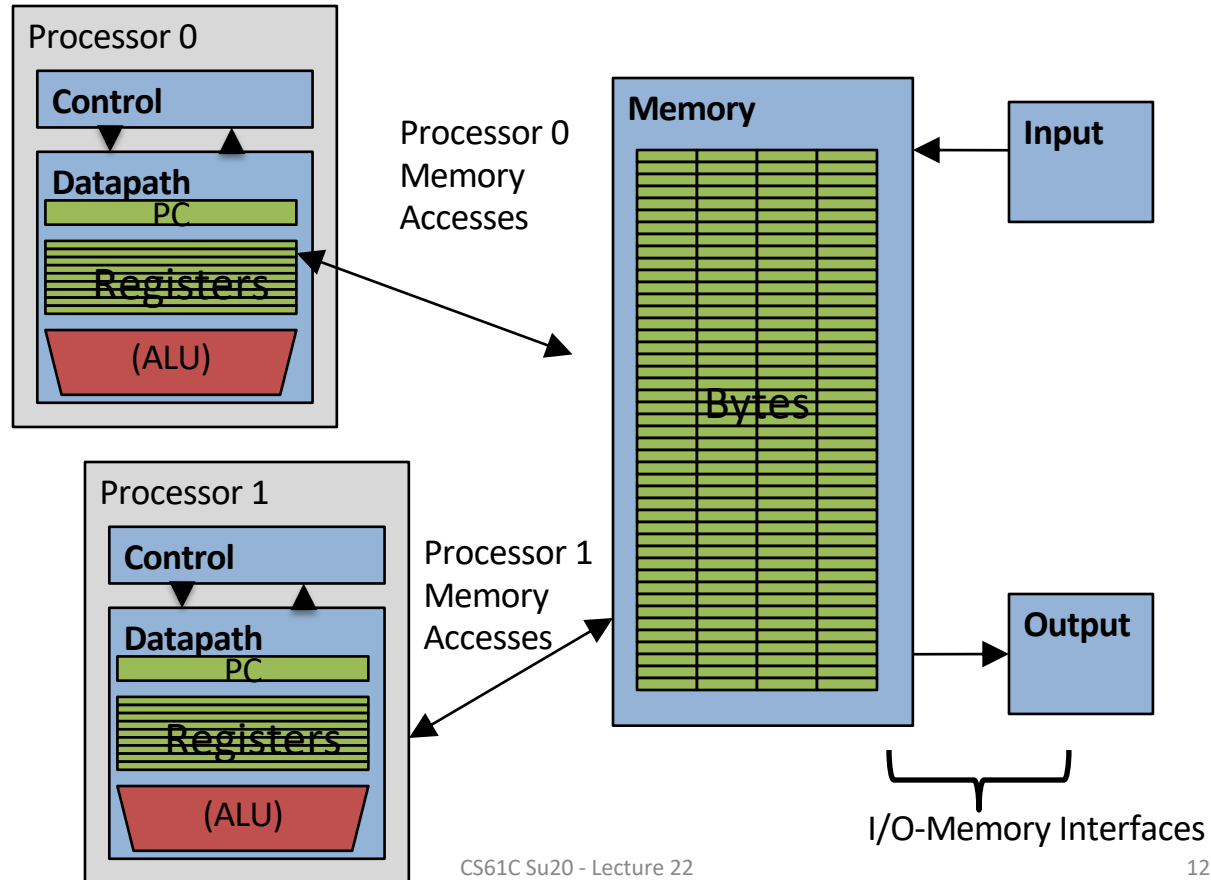 Processor 0
Control
Datapath
PC
Registers
(ALU)
Processor 0
Memory
Accesses
Memory
Bytes
Input
Processor 1
Control
Datapath
PC
Registers
(ALU)
Processor 1
Memory
Accesses
Output
I/O-Memory Interfaces
CS61C Su20 - Lecture 22
12